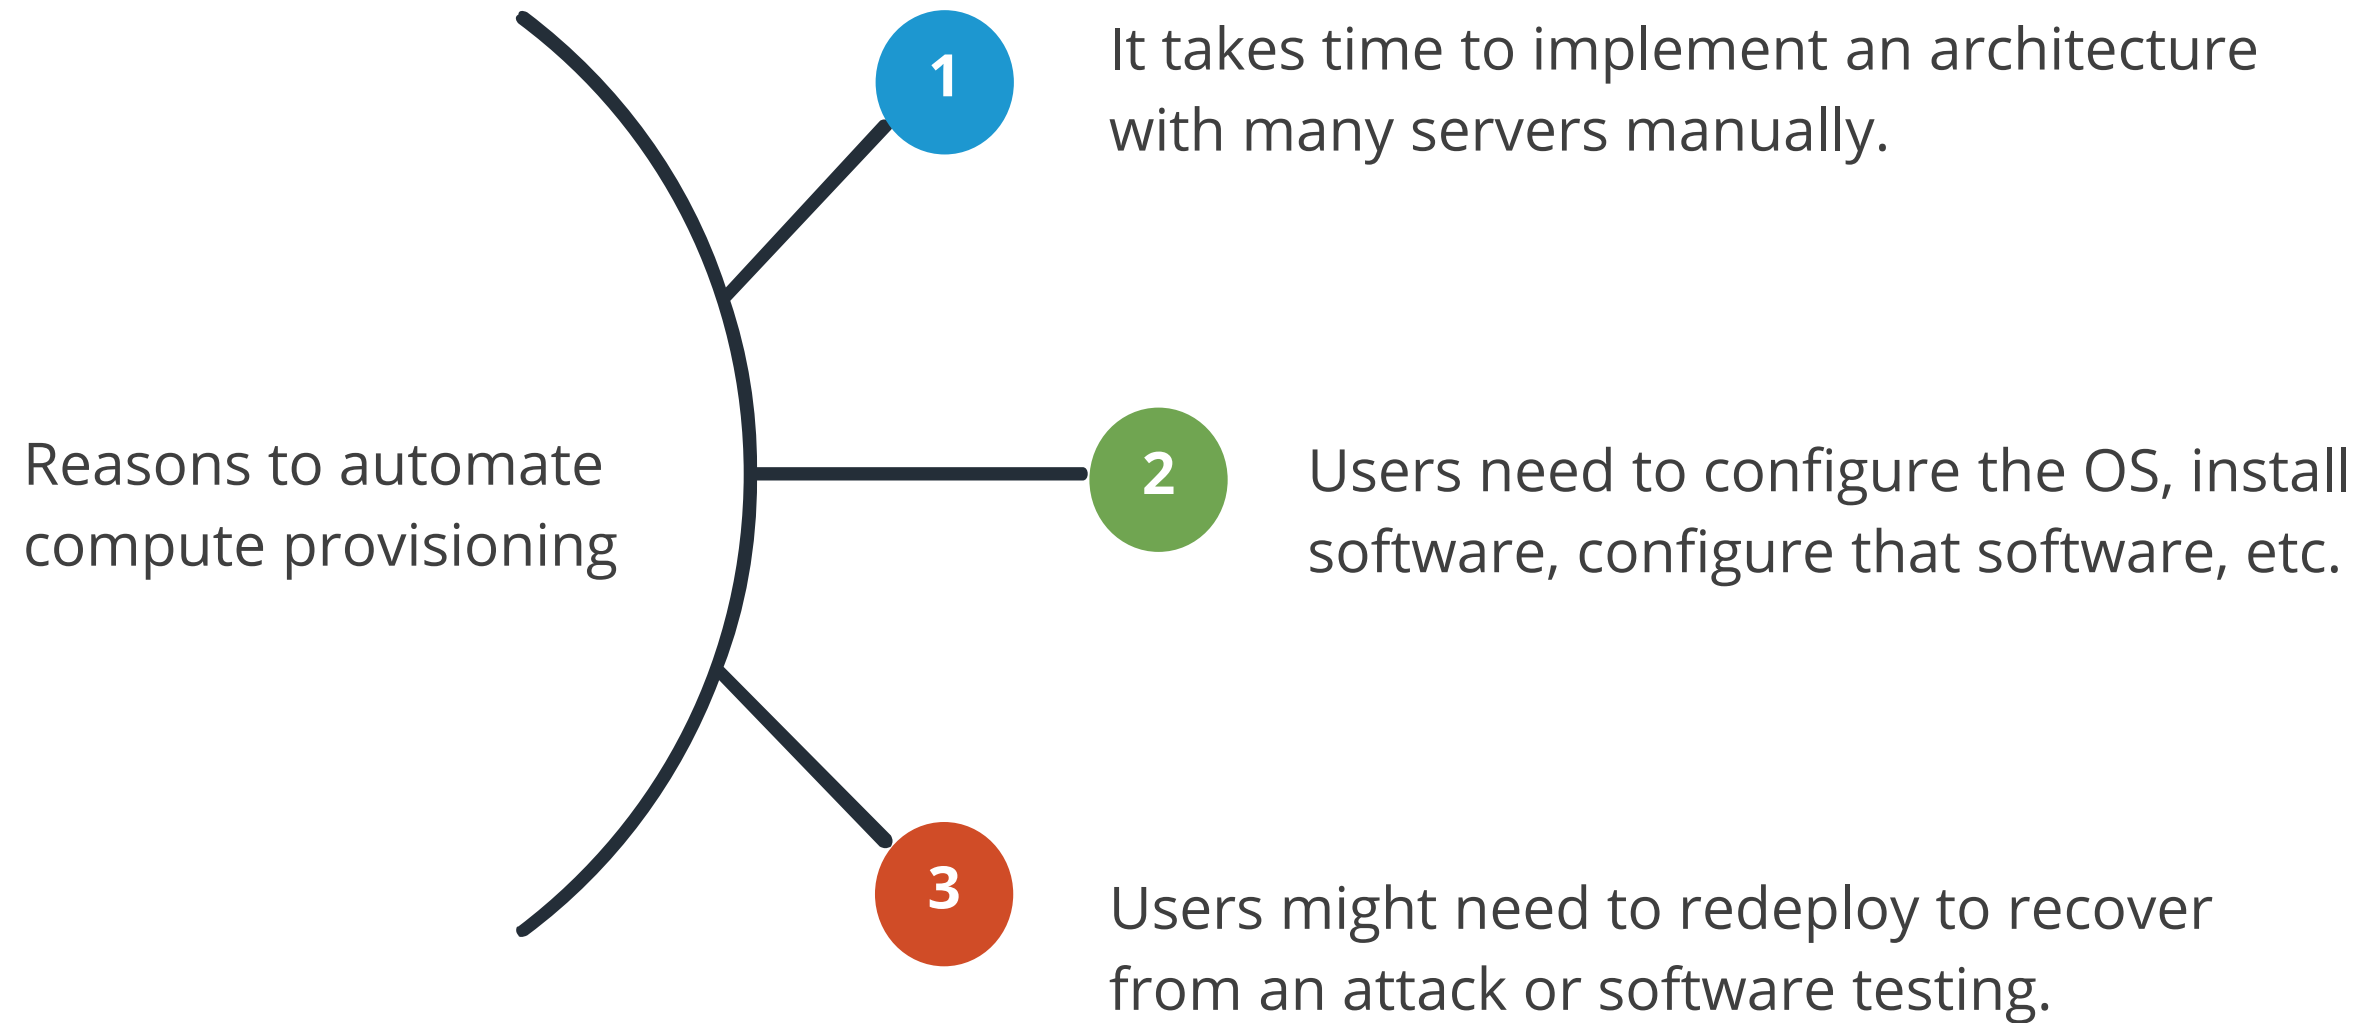 Reasons to automate
compute provisioning
1
It takes time to implement an architecture
with many servers manually.
2
Users need to configure the OS, install
software, configure that software, etc.
3
Users might need to redeploy to recover
from an attack or software testing.